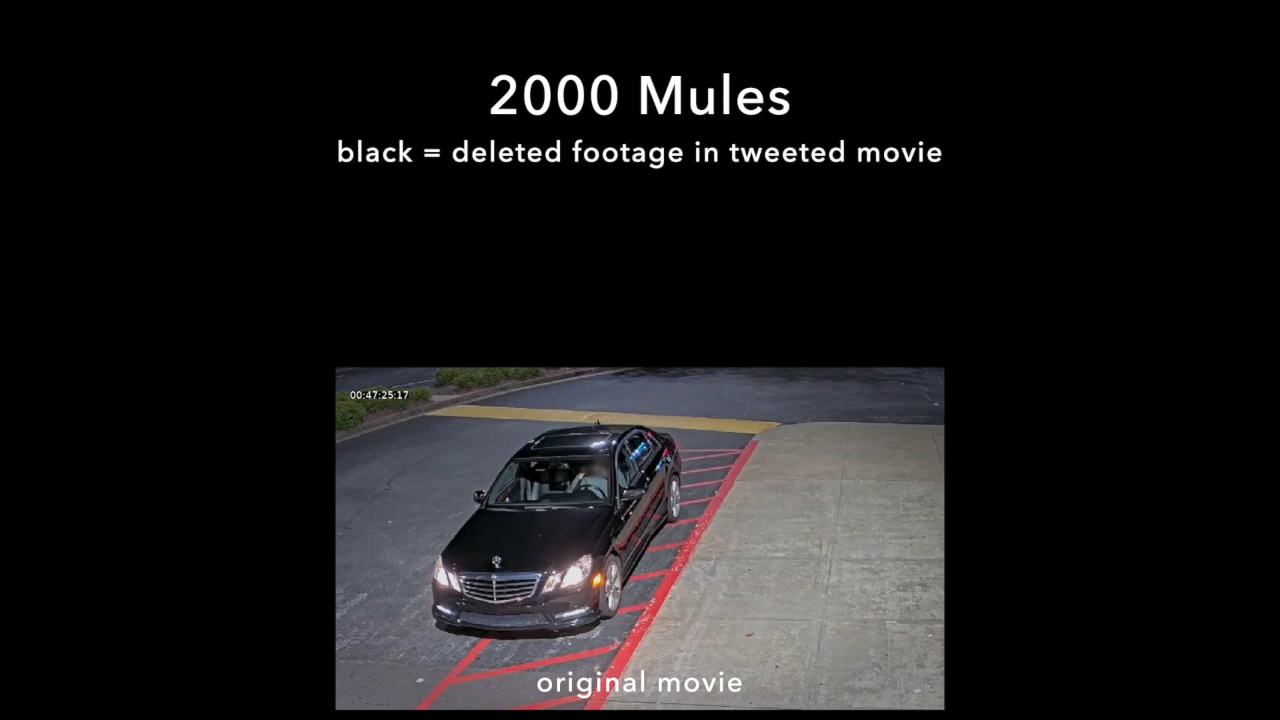 2000 Mules
black = deleted footage in tweeted movie
00:47:25:17
original movie